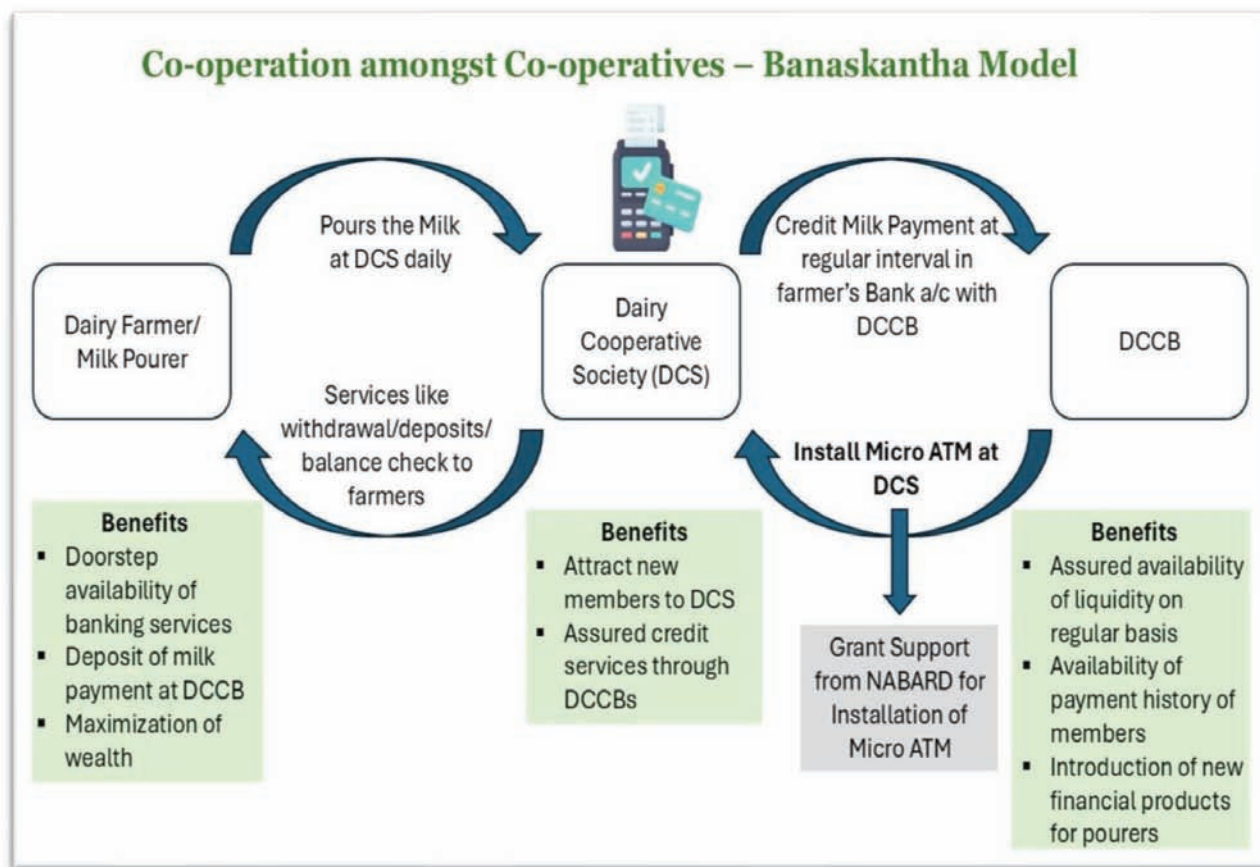 Co-operation amongst Co-operatives – Banaskantha Model
Pours the Milk
at DCS daily
Credit Milk Payment at
regular interval in
farmer's Bank a/c with
DCCB
Dairy Farmer/
Milk Pourer
Dairy
Cooperative
Society (DCS)
DCCB
Services like
withdrawal/deposits/
balance check to
farmers
Install Micro ATM at
DCS
Benefits
▪ Doorstep
availability of
banking services
▪ Deposit of milk
payment at DCCB
▪ Maximization of
wealth
Benefits
▪ Attract new
members to DCS
▪ Assured credit
services through
DCCBs
Grant Support
from NABARD for
Installation of
Micro ATM
Benefits
▪ Assured availability
of liquidity on
regular basis
▪ Availability of
payment history of
members
▪ Introduction of new
financial products
for pourers